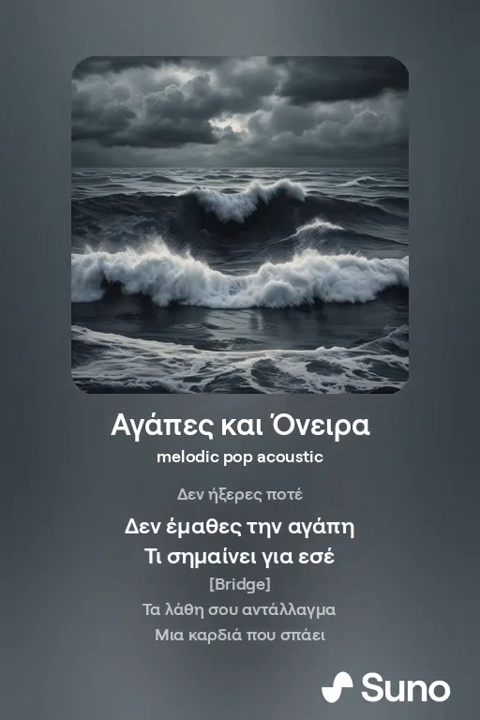 Αγάπες και Όνειρα
melodic pop acoustic
Δεν ήξερες ποτέ
Δεν έμαθες την αγάπη
Τι σημαίνει για εσέ
[Bridge]
Τα λάθη σου αντάλλαγμα
Μια καρδιά που σπάει
Suno